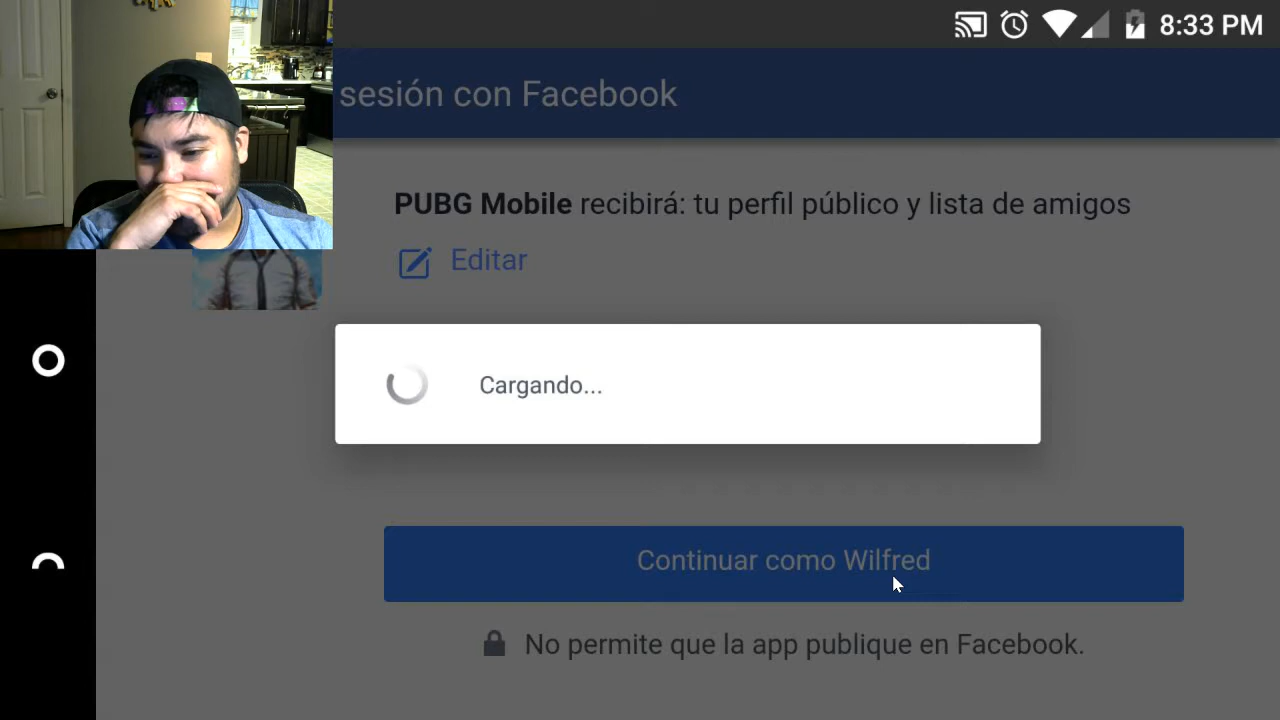 8:33 PM
sesión con Facebook
PUBG Mobile recibirá: tu perfil público y lista de amigos
Editar
Cargando...
Continuar como Wilfred
No permite que la app publique en Facebook.